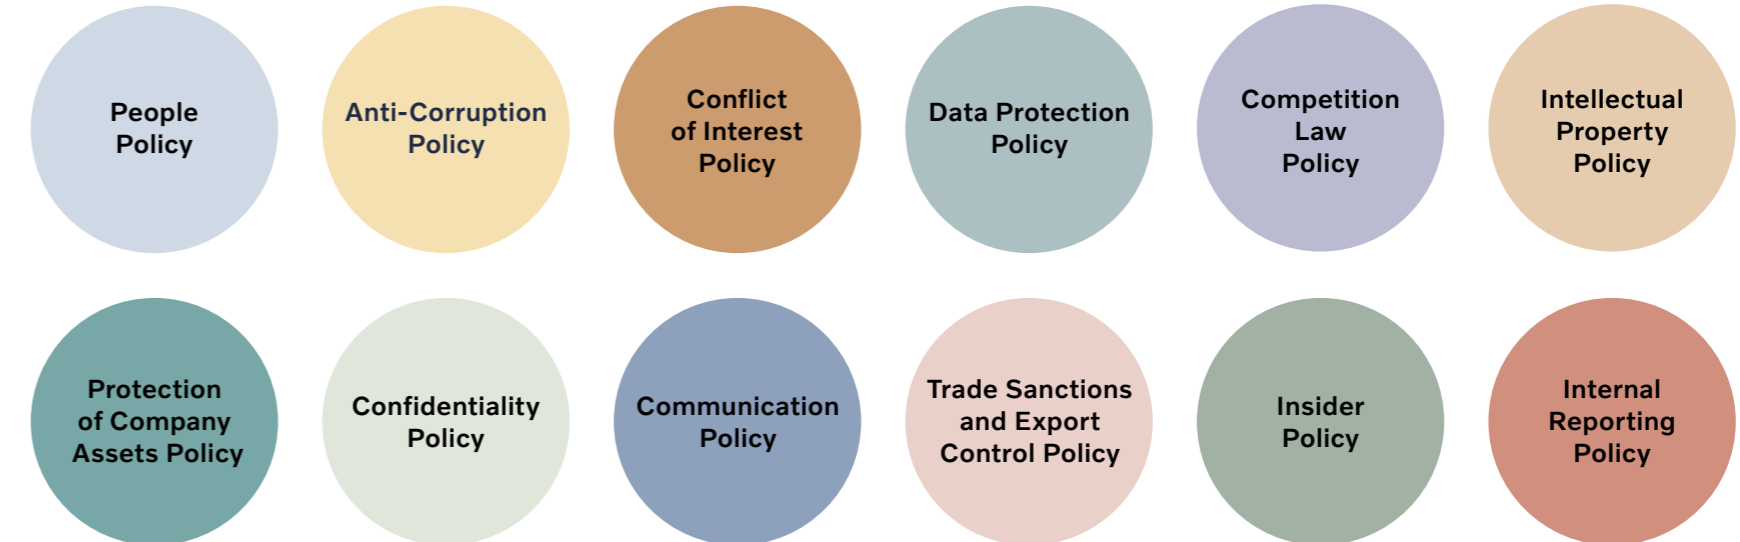 People
Policy
Anti-Corruption
Policy
Conflict
of Interest
Policy
Data Protection
Policy
Competition
Law
Policy
Intellectual
Property
Policy
Protection
of Company
Assets Policy
Confidentiality
Policy
Communication
Policy
Trade Sanctions
and Export
Control Policy
Insider
Policy
Internal
Reporting
Policy